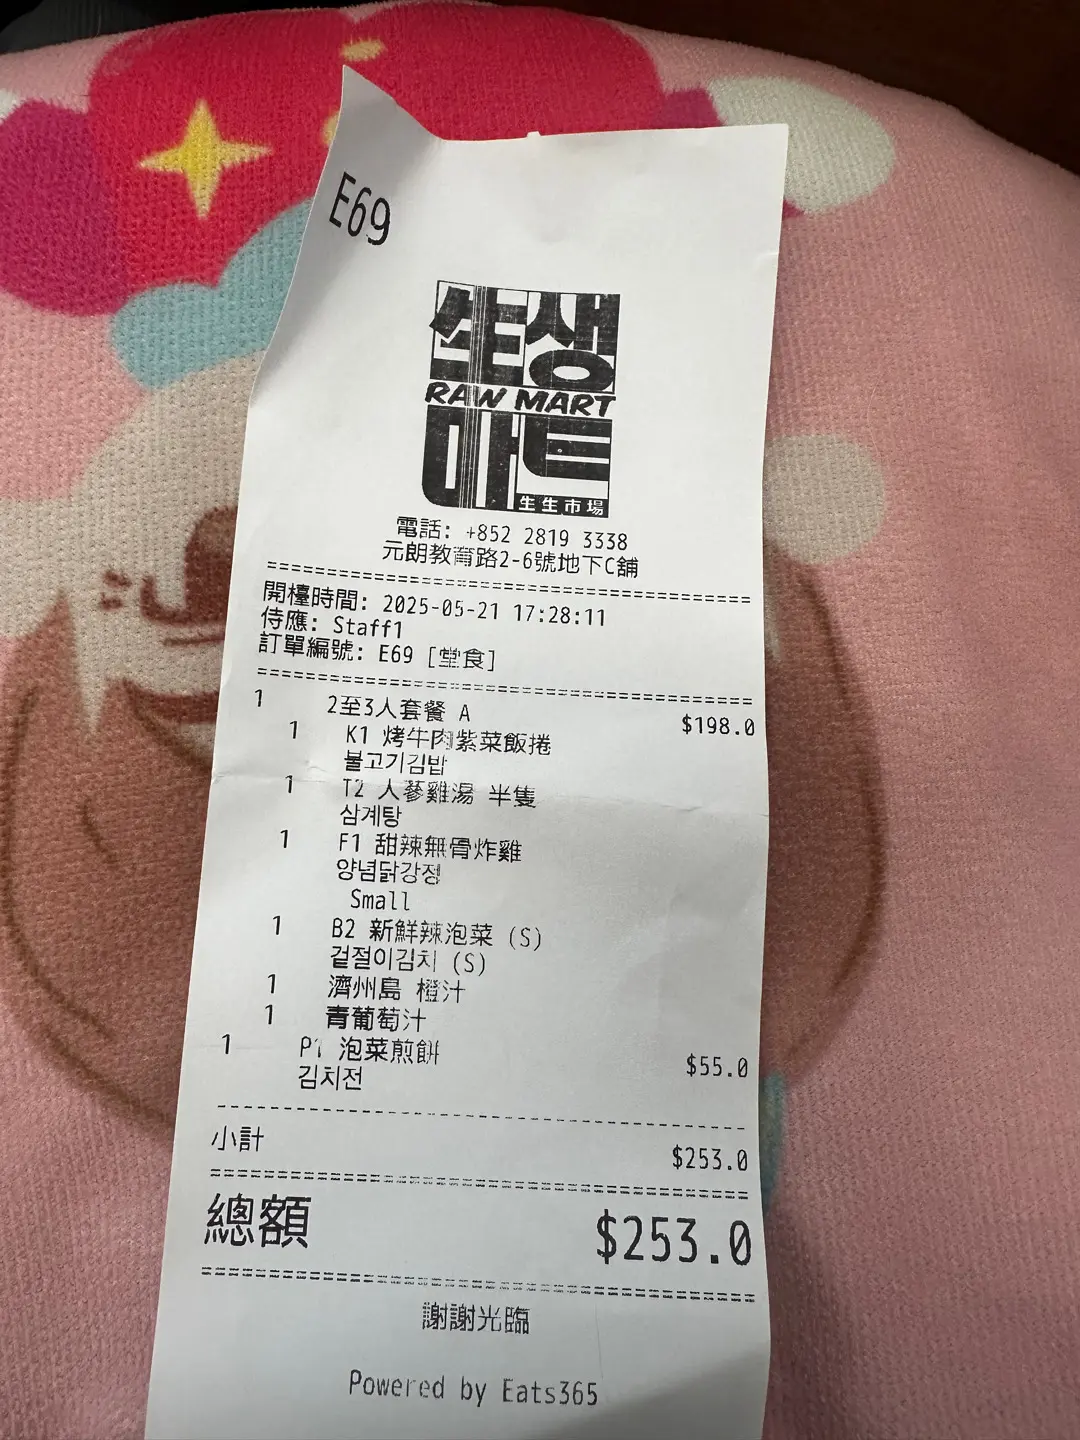 E69
生생
RAW MART
마트
生生市場
電話: +852 2819 3338
元朗教育路2-6號地下C舖
開檯時間: 2025-05-21 17:28:11
侍應: Staff1
訂單編號: E69 [堂食]
1 2至3人套餐 A $198.0
1 K1 烤牛肉紫菜飯捲
불고기김밥
1 T2 人蔘雞湯 半隻
삼계탕
1 F1 甜辣無骨炸雞
양념닭강정
Small
1 B2 新鮮辣泡菜 (S)
겉절이김치 (S)
1 濟州島 橙汁
1 青葡萄汁
1 P1 泡菜煎餅 $55.0
김치전
小計 $253.0
總額 $253.0
謝謝光臨
Powered by Eats365